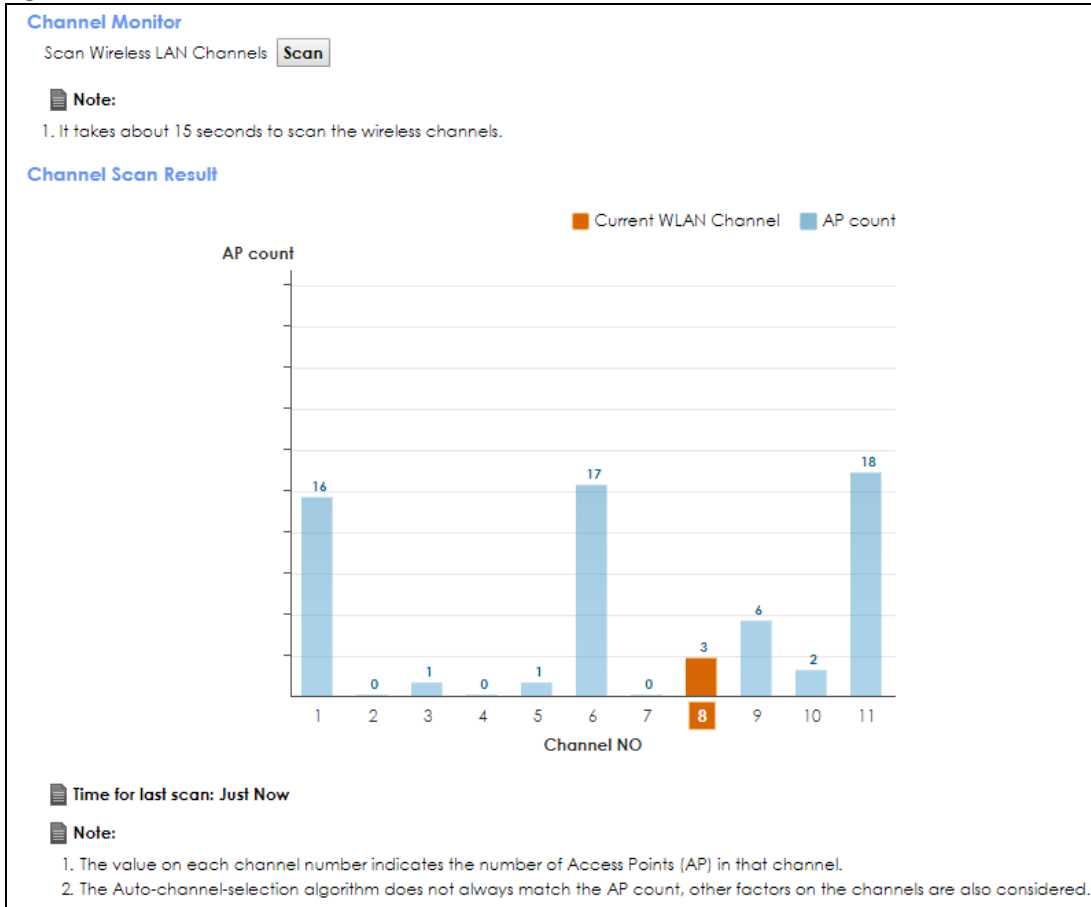 Channel Monitor
Scan Wireless LAN Channels Scan
Note:
1. It takes about 15 seconds to scan the wireless channels.
Channel Scan Result
Current WLAN Channel AP count
AP count
16 0 1 0 1 17 0 3 6 2 18
1 2 3 4 5 6 7 8 9 10 11
Channel NO
Time for last scan: Just Now
Note:
1. The value on each channel number indicates the number of Access Points (AP) in that channel.
2. The Auto-channel-selection algorithm does not always match the AP count, other factors on the channels are also considered.